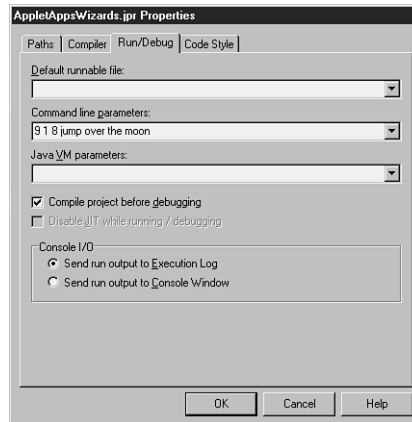 AppletAppsWizards.jpr Properties
Paths Compiler Run/Debug Code Style
Default runnable file:
Command line parameters:
9 1 8 jump over the moon
Java VM parameters:
Compile project before debugging
Disable JIT while running / debugging
Console I/O
Send run output to Execution Log
Send run output to Console Window
OK Cancel Help